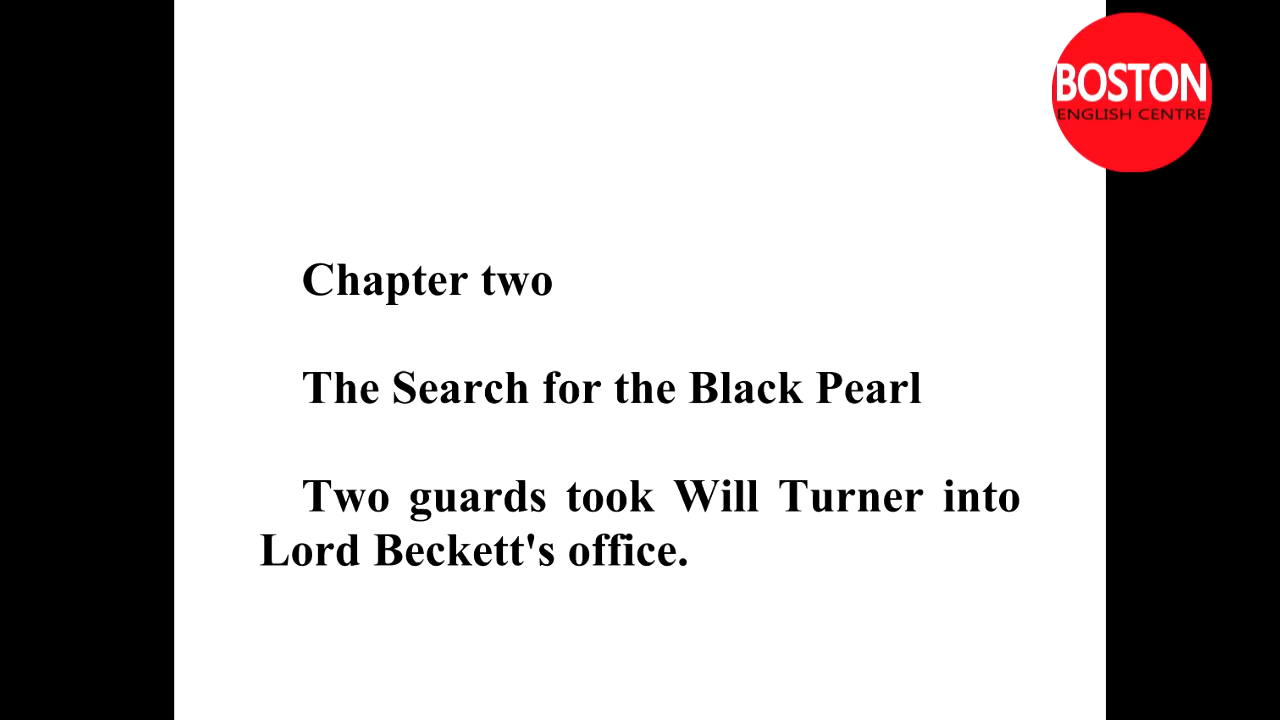 BOSTON
ENGLISH CENTRE
Chapter two
The Search for the Black Pearl
Two guards took Will Turner into
Lord Beckett's office.